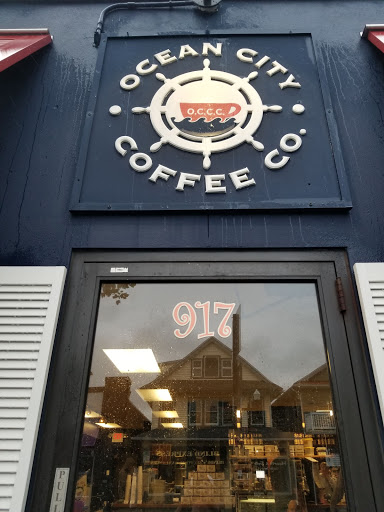 OCEAN CITY
O.C.C.C.
COFFEE CO.
917
PULL